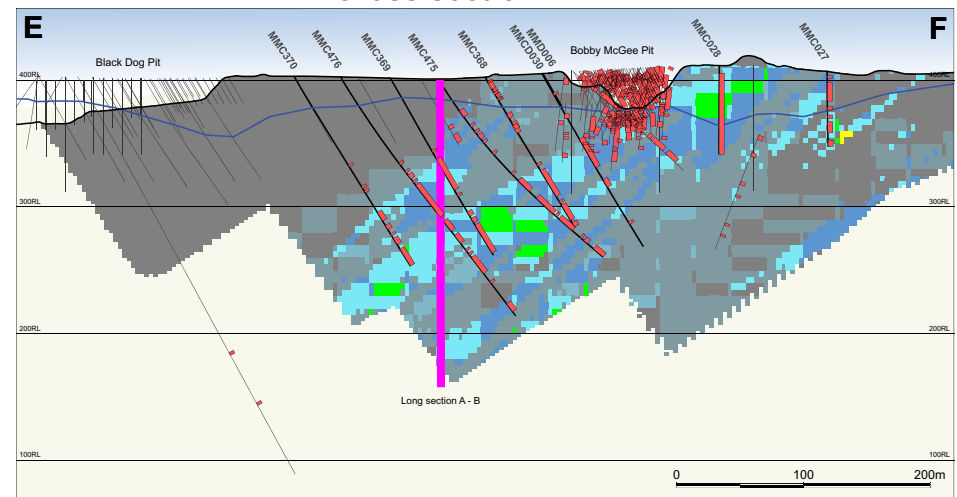 E
F
MMC370
MMC476
MMC369
MMC475
MMC368
MMCD030
MMD006
MMC028
MMC027
Black Dog Pit
Bobby McGee Pit
400RL
400RL
300RL
300RL
200RL
200RL
100RL
100RL
Long section A - B
0 100 200m